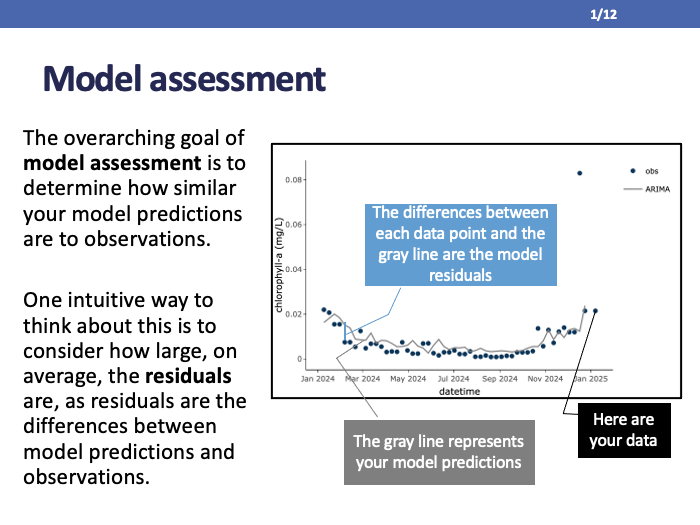 1/12
Model assessment
The overarching goal of
model assessment is to
determine how similar
your model predictions
are to observations.
One intuitive way to
think about this is to
consider how large, on
average, the residuals
are, as residuals are the
differences between
model predictions and
observations.
obs
ARIMA
The differences between
each data point and the
gray line are the model
residuals
chlorophyll-a (mg/L)
0.08
0.06
0.04
0.02
0
Jan 2024 Mar 2024 May 2024 Jul 2024 Sep 2024 Nov 2024 Jan 2025
datetime
The gray line represents
your model predictions
Here are
your data